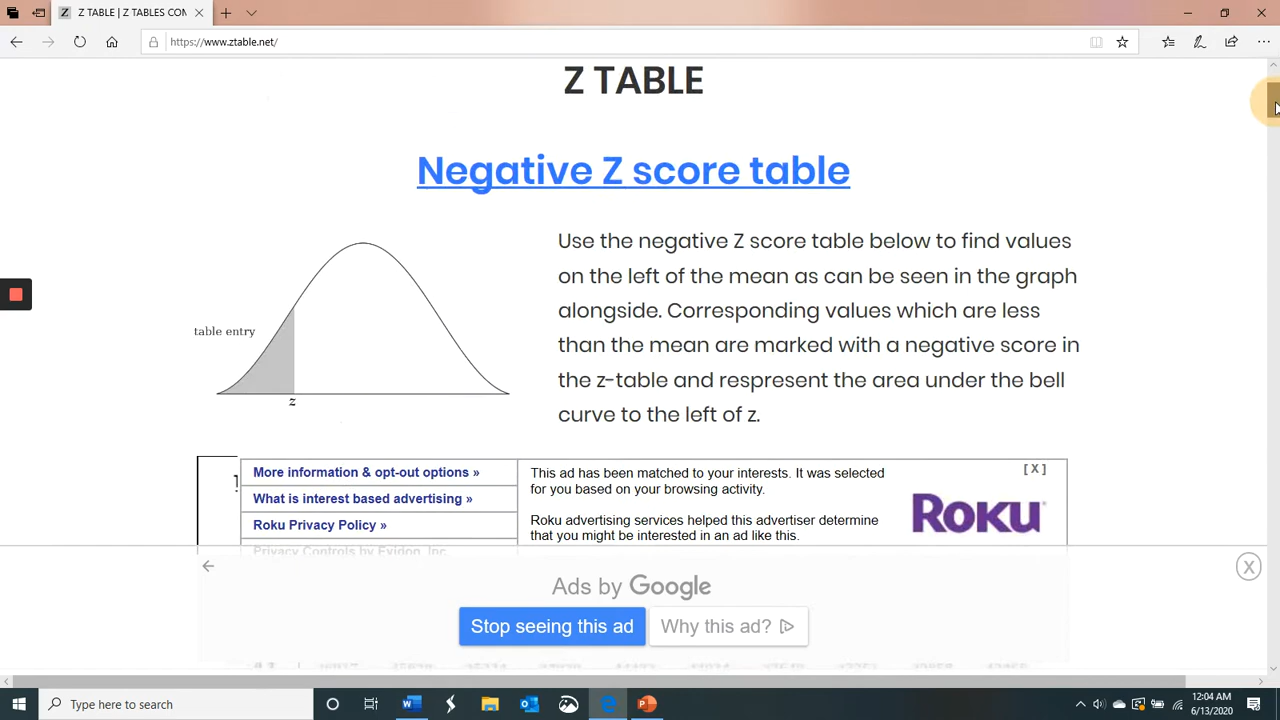 Z TABLE | Z TABLES CON
https://www.ztable.net/
Z TABLE
Negative Z score table
table entry
z
Use the negative Z score table below to find values
on the left of the mean as can be seen in the graph
alongside. Corresponding values which are less
than the mean are marked with a negative score in
the z-table and respresent the area under the bell
curve to the left of z.
More information & opt-out options »
What is interest based advertising »
Roku Privacy Policy »
Privacy Controls by Evidon, Inc.
This ad has been matched to your interests. It was selected
for you based on your browsing activity.
Roku advertising services helped this advertiser determine
that you might be interested in an ad like this.
[ X ]
ROKU
Ads by Google
Stop seeing this ad
Why this ad?
X
Type here to search
12:04 AM
6/13/2020